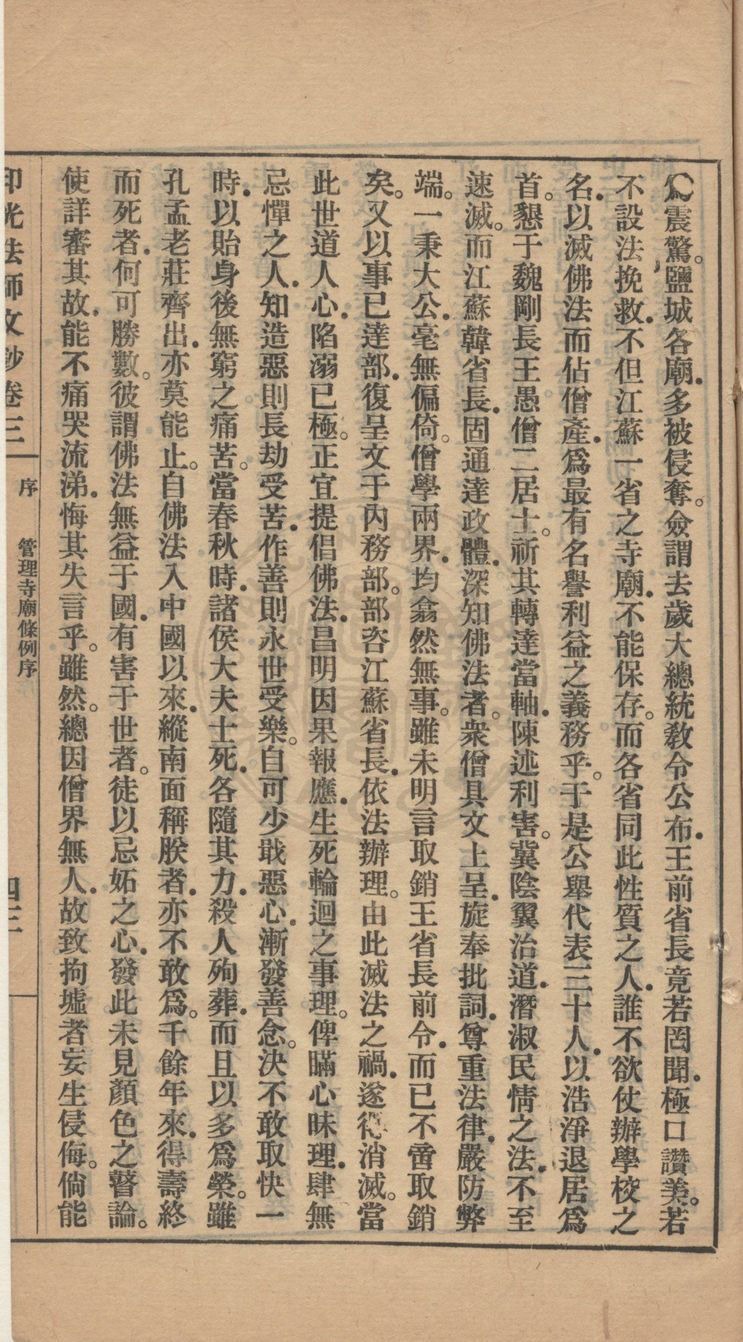 為震驚。鹽城各廟。多被侵奪。僉謂去歲大總統教令公布。王前省長竟若罔聞。極口讚美。若
不設法挽救。不但江蘇一省之寺廟。不能保存。而各省同此性質之人。誰不欲仗辦學校之
名。以滅佛法而佔僧產。為最有名譽利益之義務乎。于是公舉代表三十人。以浩淨退居為
首。懇于魏剛長王愚僧二居士。祈其轉達當軸。陳述利害。冀陰翼治道。潛淑民情之法。不至
速滅。而江蘇韓省長。固通達政體。深知佛法者。衆僧具文上呈。旋奉批詞。尊重法律。嚴防弊
端。一秉大公。毫無偏倚。僧學兩界。均翕然無事。雖未明言取銷王省長前令。而已不啻取銷
矣。又以事已達部。復呈文于內務部。部咨江蘇省長。依法辦理。由此滅法之禍。遂得消滅。當
此世道人心。陷溺已極。正宜提倡佛法。昌明因果報應。生死輪迴之事理。俾瞞心昧理。肆無
忌憚之人。知造惡則長劫受苦。作善則永世受樂。自可少戢惡心。漸發善念。決不敢取快一
時。以貽身後無窮之痛苦。當春秋時。諸侯大夫士死。各隨其力。殺人殉葬。而且以多為榮。雖
孔孟老莊齊出。亦莫能止。自佛法入中國以來。縱南面稱朕者。亦不敢為。千餘年來。得壽終
而死者。何可勝數。彼謂佛法無益于國。有害于世者。徒以忌妬之心。發此未見顏色之瞽論。
使詳審其故。能不痛哭流涕。悔其失言乎。雖然。總因僧界無人。故致拘墟者妄生侵侮。倘能
印光法師文鈔卷三　序　管理寺廟條例序　四三